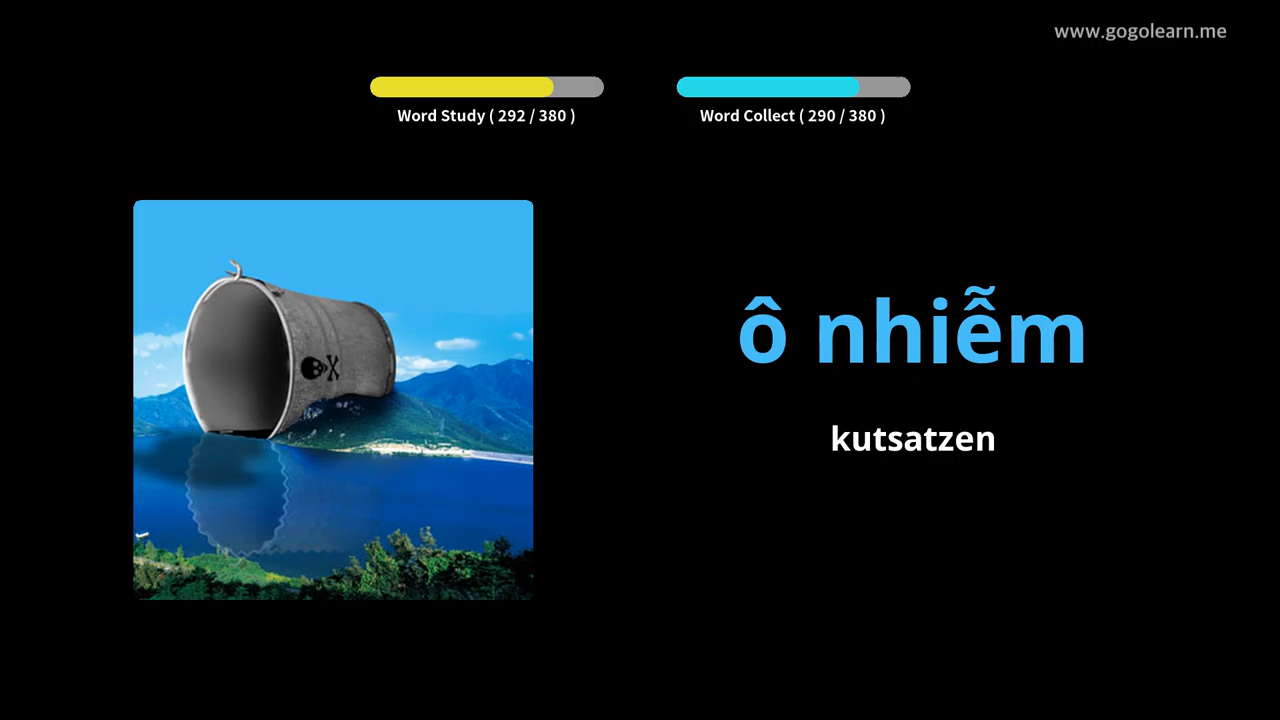 www.gogolearn.me
Word Study ( 292 / 380 )
Word Collect ( 290 / 380 )
ô nhiễm
kutsatzen